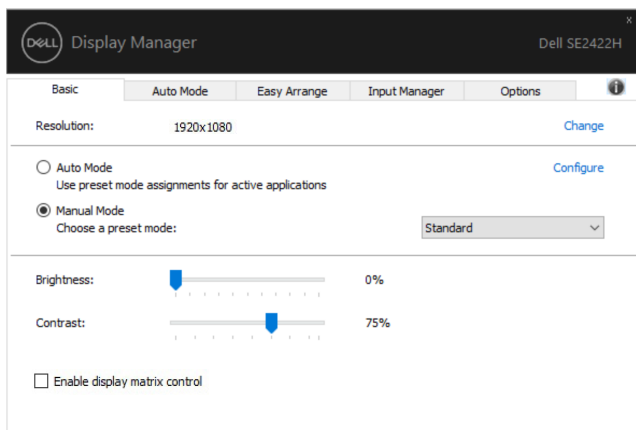 x
DELL Display Manager Dell SE2422H
Basic Auto Mode Easy Arrange Input Manager Options i
Resolution: 1920x1080 Change
Auto Mode Configure
Use preset mode assignments for active applications
Manual Mode
Choose a preset mode: Standard
Brightness: 0%
Contrast: 75%
Enable display matrix control